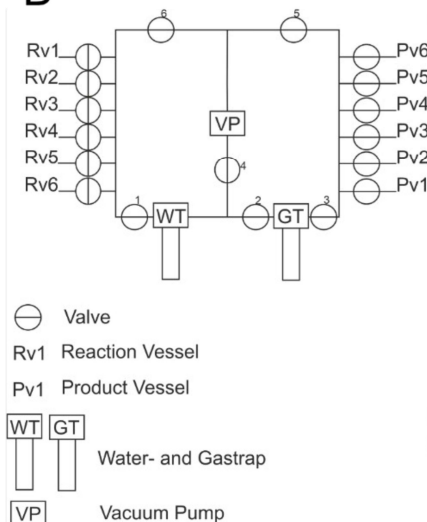 6 5
Rv1 Pv6
Rv2 Pv5
Rv3 Pv4
Rv4 VP Pv3
Rv5 4 Pv2
Rv6 Pv1
1 WT 2 GT 3
Valve
Rv1 Reaction Vessel
Pv1 Product Vessel
WT GT
Water- and Gastrap
VP Vacuum Pump